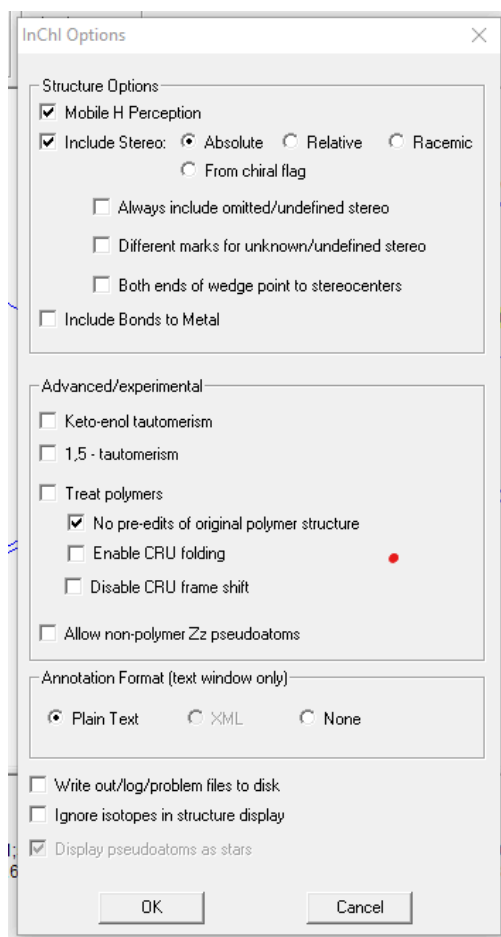 InChI Options
Structure Options
Mobile H Perception
Include Stereo: Absolute Relative Racemic
From chiral flag
Always include omitted/undefined stereo
Different marks for unknown/undefined stereo
Both ends of wedge point to stereocenters
Include Bonds to Metal
Advanced/experimental
Keto-enol tautomerism
1,5 - tautomerism
Treat polymers
No pre-edits of original polymer structure
Enable CRU folding
Disable CRU frame shift
Allow non-polymer Zz pseudoatoms
Annotation Format (text window only)
Plain Text XML None
Write out/log/problem files to disk
Ignore isotopes in structure display
Display pseudoatoms as stars
OK Cancel